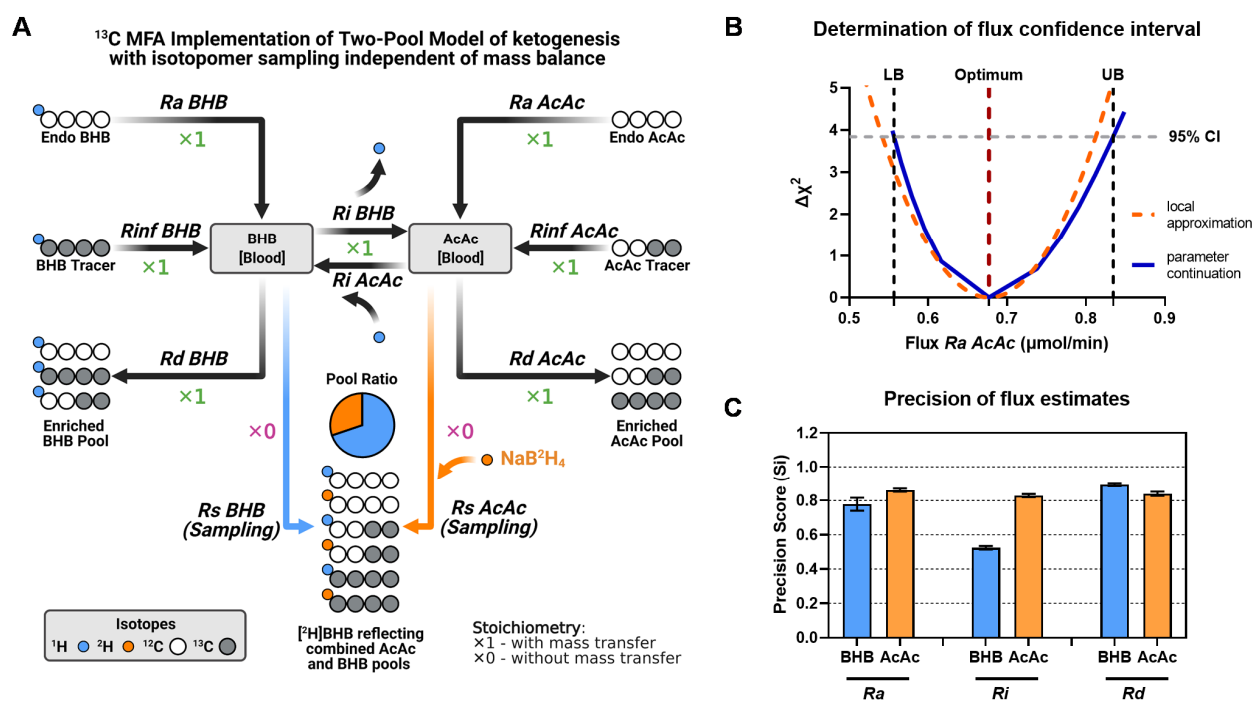 A
¹³C MFA Implementation of Two-Pool Model of ketogenesis
with isotopomer sampling independent of mass balance
Endo BHB
Ra BHB
×1
Ra AcAc
×1
Endo AcAc
BHB Tracer
Rinf BHB
×1
BHB
[Blood]
Ri BHB
×1
Ri AcAc
AcAc
[Blood]
Rinf AcAc
×1
AcAc Tracer
Enriched
BHB Pool
Rd BHB
×1
Rd AcAc
×1
Enriched
AcAc Pool
Pool Ratio
×0
×0
NaB²H₄
Rs BHB
(Sampling)
Rs AcAc
(Sampling)
[²H]BHB reflecting
combined AcAc
and BHB pools
Isotopes
¹H ²H ¹²C ¹³C
Stoichiometry:
×1 - with mass transfer
×0 - without mass transfer
B
Determination of flux confidence interval
LB Optimum UB
5
4
3
2
1
0
Δχ²
95% CI
local
approximation
parameter
continuation
0.5 0.6 0.7 0.8 0.9
Flux Ra AcAc (μmol/min)
C
Precision of flux estimates
Precision Score (Si)
1.2
1.0
0.8
0.6
0.4
0.2
0.0
BHB AcAc BHB AcAc BHB AcAc
Ra Ri Rd